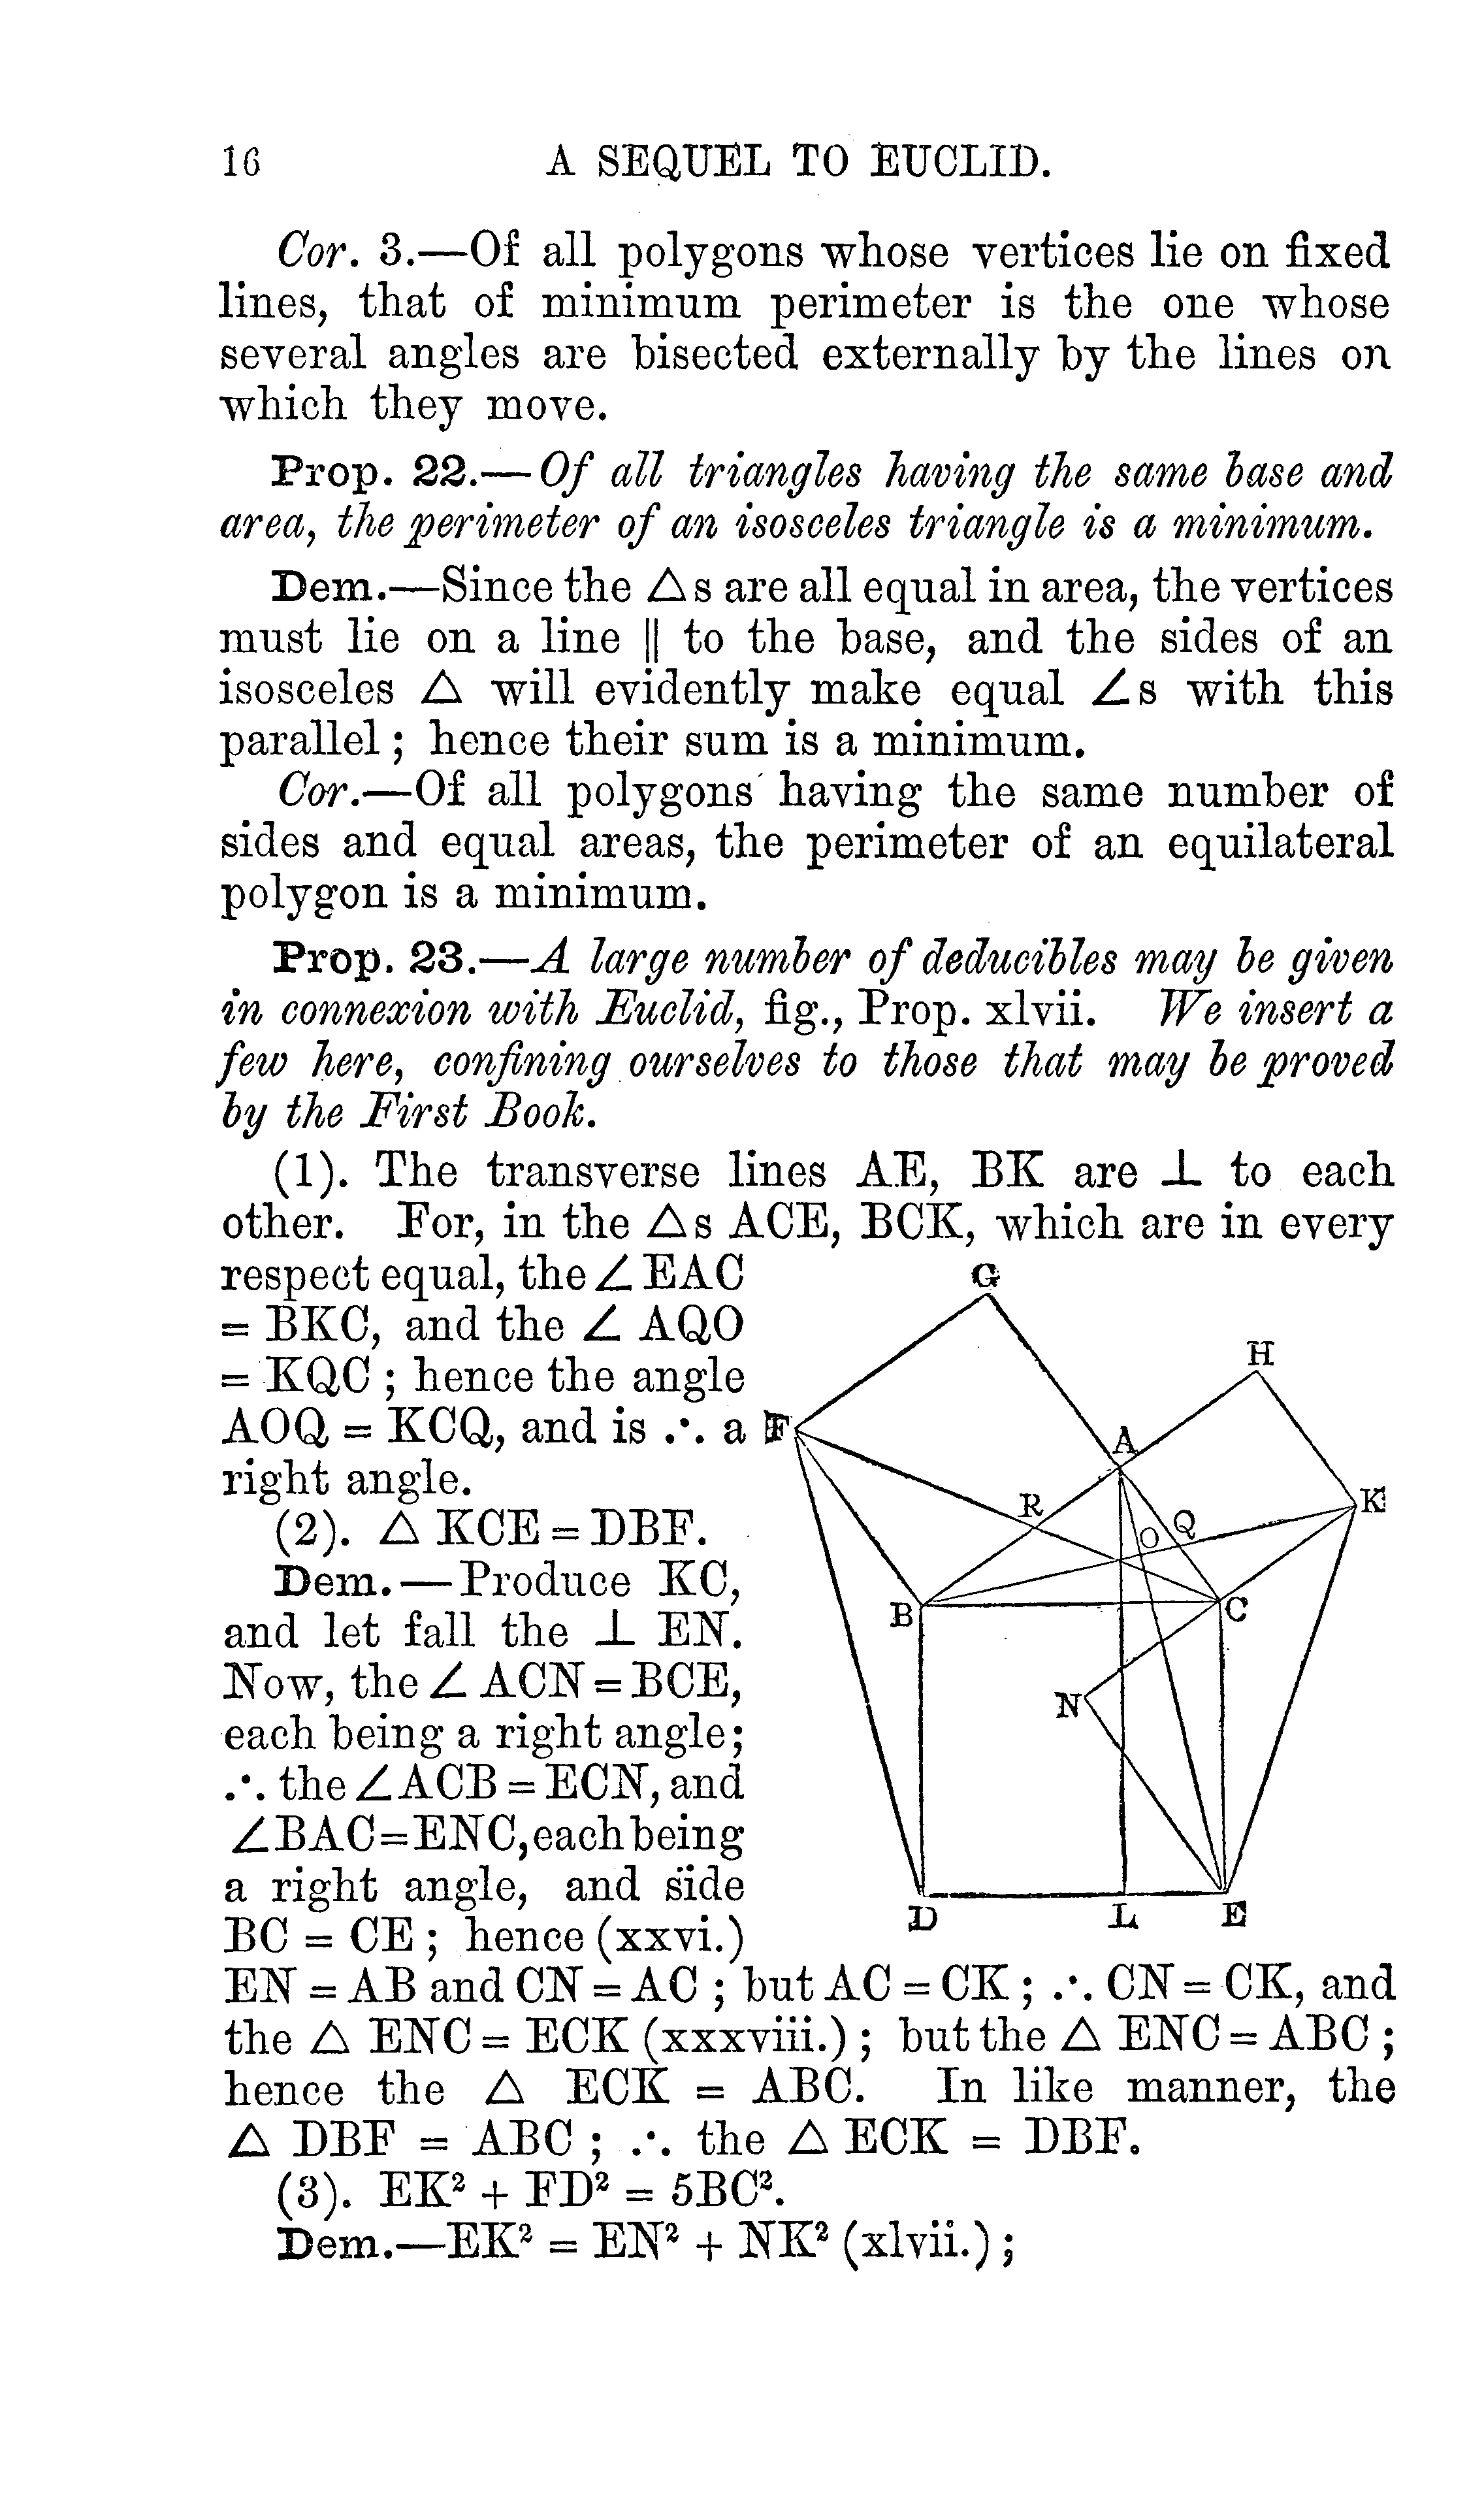 16 A SEQUEL TO EUCLID.
Cor. 3.—Of all polygons whose vertices lie on fixed
lines, that of minimum perimeter is the one whose
several angles are bisected externally by the lines on
which they move.
Prop. 22.—Of all triangles having the same base and
area, the perimeter of an isosceles triangle is a minimum.
Dem.—Since the △s are all equal in area, the vertices
must lie on a line || to the base, and the sides of an
isosceles △ will evidently make equal ∠s with this
parallel; hence their sum is a minimum.
Cor.—Of all polygons having the same number of
sides and equal areas, the perimeter of an equilateral
polygon is a minimum.
Prop. 23.—A large number of deducibles may be given
in connexion with Euclid, fig., Prop. xlvii. We insert a
few here, confining ourselves to those that may be proved
by the First Book.
(1). The transverse lines AE, BK are ⊥ to each
other. For, in the △s ACE, BCK, which are in every
respect equal, the ∠ EAC
= BKC, and the ∠ AQO
= KQC; hence the angle
AOQ = KCQ, and is ∴ a
right angle.
(2). △ KCE = DBF.
Dem.—Produce KC,
and let fall the ⊥ EN.
Now, the ∠ ACN = BCE,
each being a right angle;
∴ the ∠ACB = ECN, and
∠BAC=ENC, each being
a right angle, and side
BC = CE; hence (xxvi.)
EN = AB and CN = AC; but AC = CK; ∴ CN = CK, and
the △ ENC = ECK (xxxviii.); but the △ ENC = ABC;
hence the △ ECK = ABC. In like manner, the
△ DBF = ABC; ∴ the △ ECK = DBF.
(3). EK² + FD² = 5BC².
Dem.—EK² = EN² + NK² (xlvii.);
G
H
F
A
K
R
O
Q
B
C
N
D
L
E